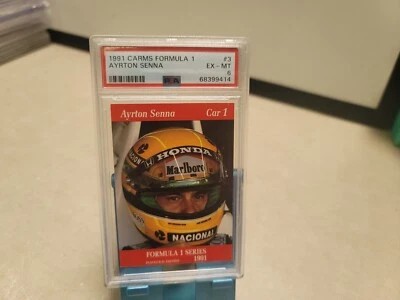 1991 CARMS FORMULA 1 #3
AYRTON SENNA EX - MT
6
PSA 68399414
Ayrton Senna Car 1
HONDA
Marlboro
NACIONAL
FORMULA 1 SERIES
1991